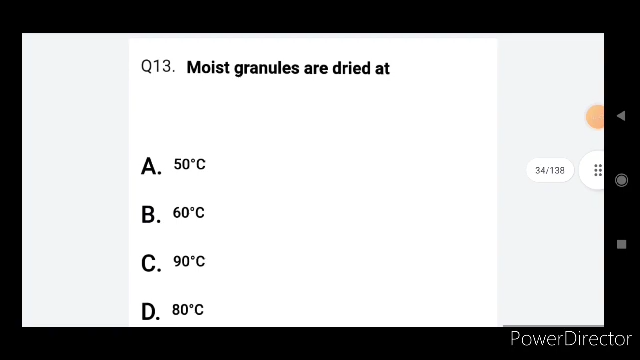 Q13. Moist granules are dried at
A. 50°C
B. 60°C
34/138
C. 90°C
D. 80°C
PowerDirector